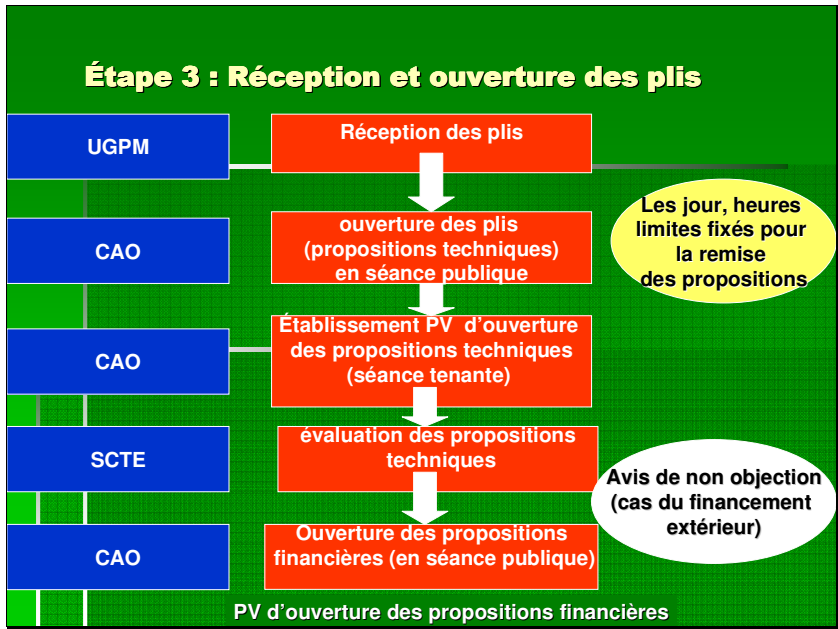 Étape 3 : Réception et ouverture des plis
UGPM
Réception des plis
CAO
ouverture des plis
(propositions techniques)
en séance publique
Les jour, heures
limites fixés pour
la remise
des propositions
CAO
Établissement PV d'ouverture
des propositions techniques
(séance tenante)
SCTE
évaluation des propositions
techniques
Avis de non objection
(cas du financement
extérieur)
CAO
Ouverture des propositions
financières (en séance publique)
PV d'ouverture des propositions financières